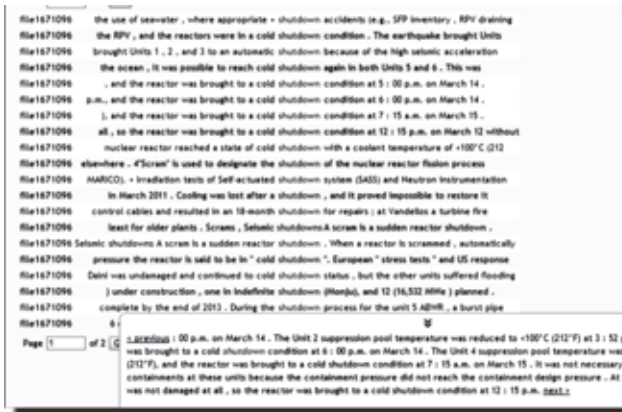 file1671096 the use of seawater , where appropriate • shutdown accidents (e.g., SFP inventory , RPV draining
file1671096 the RPV , and the reactors were in a cold shutdown condition . The earthquake brought Units
file1671096 brought Units 1 , 2 , and 3 to an automatic shutdown because of the high seismic acceleration
file1671096 the ocean , it was possible to reach cold shutdown again in both Units 5 and 6 . This was
file1671096 , and the reactor was brought to a cold shutdown condition at 5 : 00 p.m. on March 14 .
file1671096 p.m., and the reactor was brought to a cold shutdown condition at 6 : 00 p.m. on March 14 .
file1671096 ), and the reactor was brought to a cold shutdown condition at 7 : 15 a.m. on March 15 .
file1671096 all , so the reactor was brought to a cold shutdown condition at 12 : 15 p.m. on March 12 without
file1671096 nuclear reactor reached a state of cold shutdown with a coolant temperature of <100°C (212
file1671096 elsewhere . 4"Scram" is used to designate the shutdown of the nuclear reactor fission process
file1671096 MARICO). • Irradiation tests of Self-actuated shutdown system (SASS) and Neutron Instrumentation
file1671096 in March 2011 . Cooling was lost after a shutdown , and it proved impossible to restore it
file1671096 control cables and resulted in an 18-month shutdown for repairs ; at Vandellos a turbine fire
file1671096 least for older plants . Scrams , Seismic shutdowns A scram is a sudden reactor shutdown .
file1671096 Seismic shutdowns A scram is a sudden reactor shutdown . When a reactor is scrammed , automatically
file1671096 pressure the reactor is said to be in " cold shutdown ". European " stress tests " and US response
file1671096 Daini was undamaged and continued to cold shutdown status , but the other units suffered flooding
file1671096 ) under construction , one in indefinite shutdown (Monju), and 12 (16,532 MWe ) planned .
file1671096 complete by the end of 2013 . During the shutdown process for the unit 5 ABWR , a burst pipe
file1671096 6
Page 1 of 2
« previous : 00 p.m. on March 14 . The Unit 2 suppression pool temperature was reduced to <100°C (212°F) at 3 : 52
was brought to a cold shutdown condition at 6 : 00 p.m. on March 14 . The Unit 4 suppression pool temperature
(212°F), and the reactor was brought to a cold shutdown condition at 7 : 15 a.m. on March 15 . It was not necessary
containments at these units because the containment pressure did not reach the containment design pressure . At
was not damaged at all , so the reactor was brought to a cold shutdown condition at 12 : 15 p.m. next »